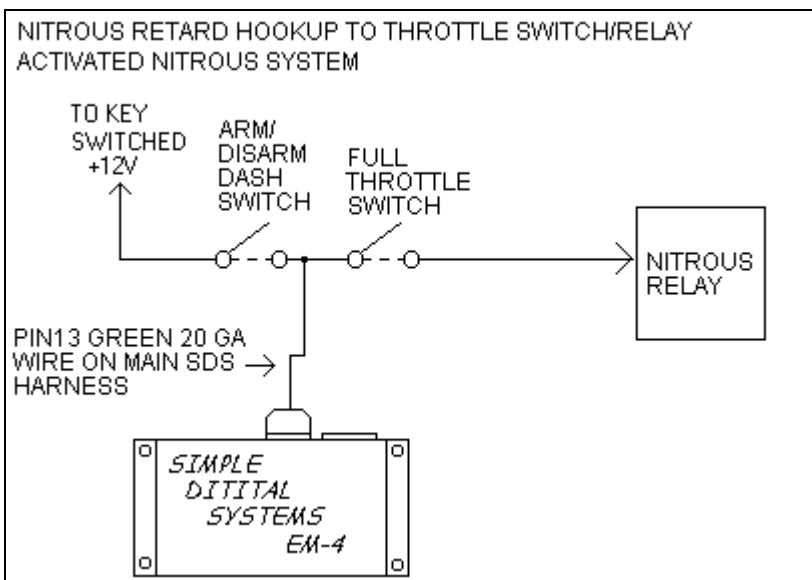 NITROUS RETARD HOOKUP TO THROTTLE SWITCH/RELAY
ACTIVATED NITROUS SYSTEM
TO KEY
SWITCHED
+12V
ARM/
DISARM
DASH
SWITCH
FULL
THROTTLE
SWITCH
NITROUS
RELAY
PIN13 GREEN 20 GA
WIRE ON MAIN SDS
HARNESS
SIMPLE
DITITAL
SYSTEMS
EM-4